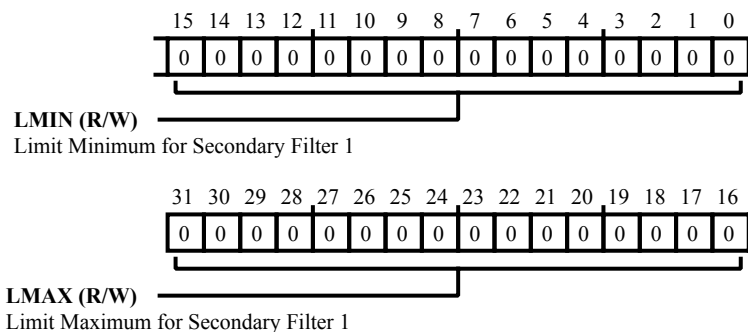 15 14 13 12 11 10 9 8 7 6 5 4 3 2 1 0
0 0 0 0 0 0 0 0 0 0 0 0 0 0 0 0
LMIN (R/W)
Limit Minimum for Secondary Filter 1
31 30 29 28 27 26 25 24 23 22 21 20 19 18 17 16
0 0 0 0 0 0 0 0 0 0 0 0 0 0 0 0
LMAX (R/W)
Limit Maximum for Secondary Filter 1